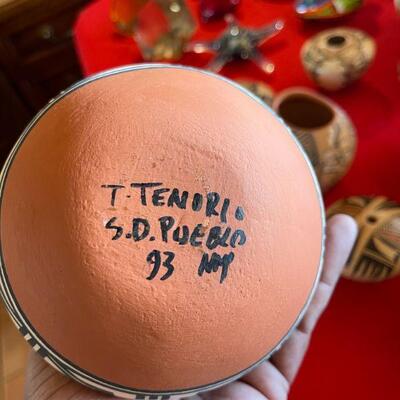 T. TENORIO
S.D. PUEBLO
93 NM